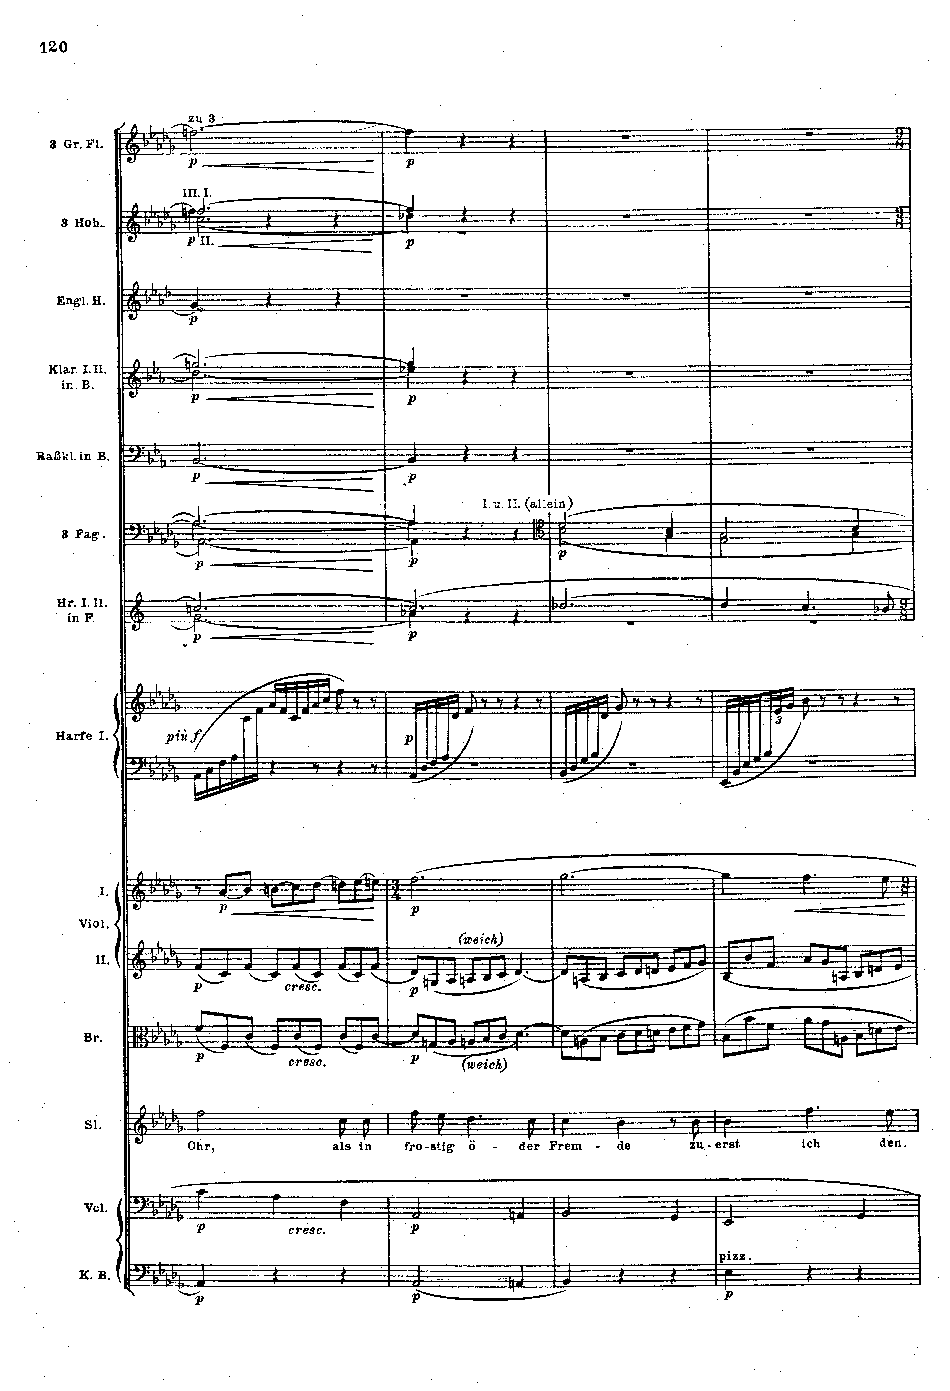 120
zu 3
3 Gr. Fl.
p
p
III. I.
3 Hob.
p II.
p
Engl. H.
p
Klar. I. II.
in B.
p
p
Baßkl. in B.
p
p
I. u. II. (allein)
3 Fag.
p
p
p
Hr. I. II.
in F
p
p
Harfe I.
più f
p
3
I.
p
p
Viol.
(weich)
II.
p
cresc.
p
Br.
p
cresc.
p
(weich)
Sl.
Ohr, als in fro-stig ö - der Frem - de zu-erst ich den
Vcl.
p
cresc.
p
pizz.
K. B.
p
p
p